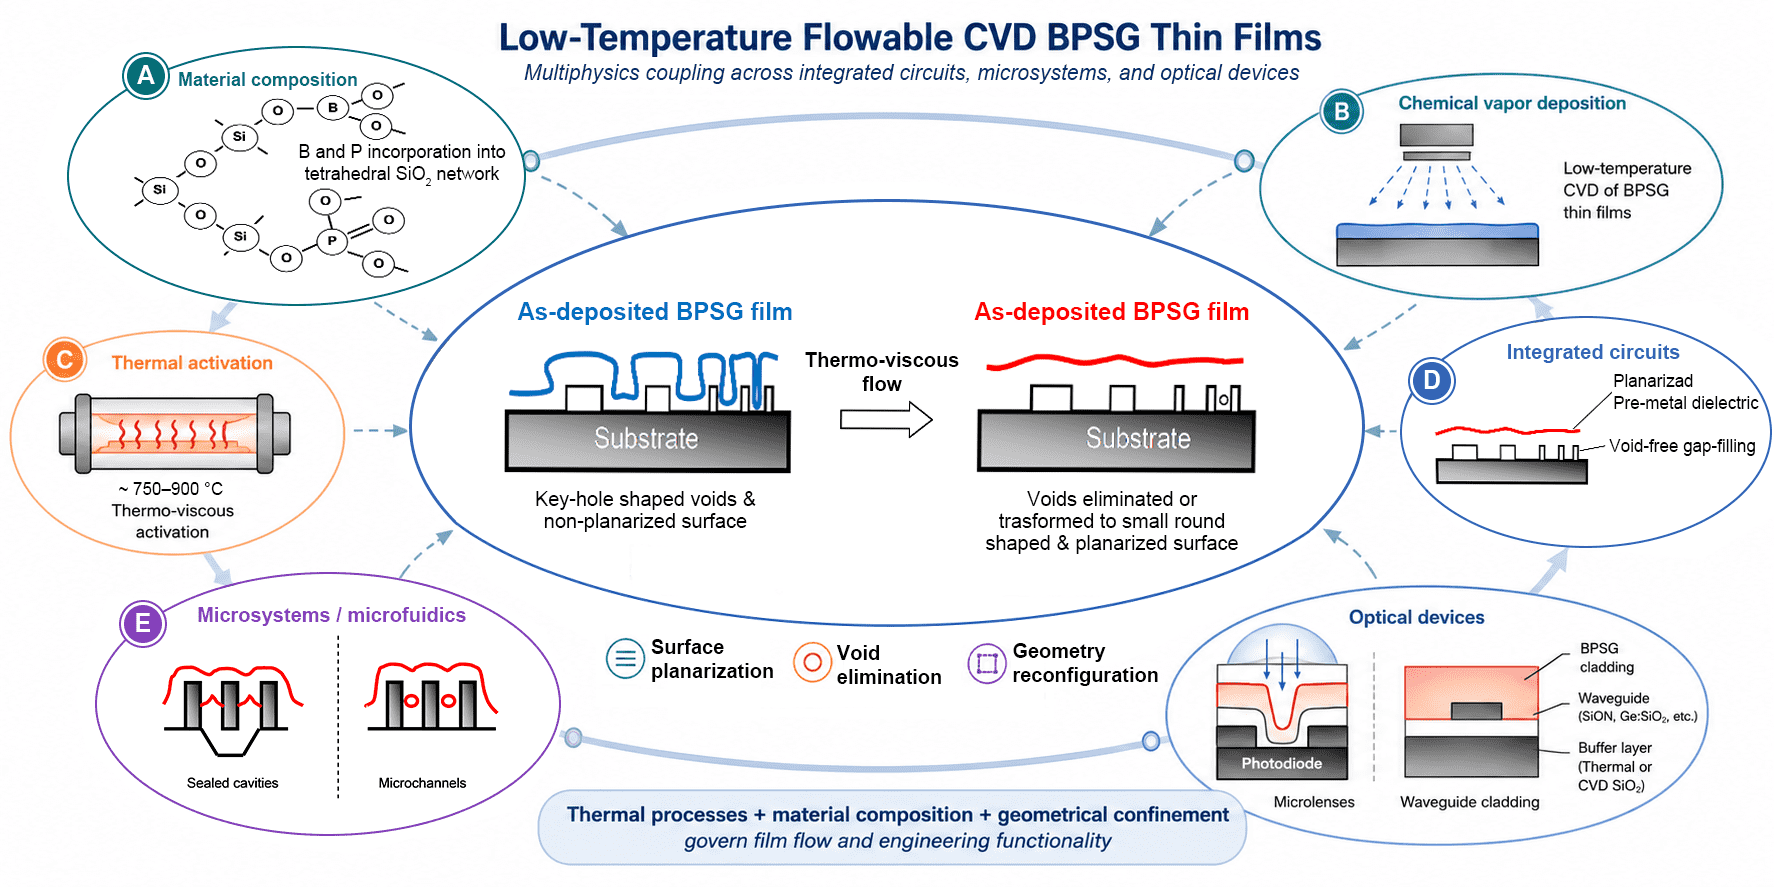 Low-Temperature Flowable CVD BPSG Thin Films
Multiphysics coupling across integrated circuits, microsystems, and optical devices
A
Material composition
O
B
O
O
Si
O
Si
O
Si
O
P
O
O
O
B and P incorporation into
tetrahedral SiO2 network
B
Chemical vapor deposition
Low-temperature
CVD of BPSG
thin films
C
Thermal activation
~ 750–900 °C
Thermo-viscous
activation
As-deposited BPSG film
Substrate
Key-hole shaped voids &
non-planarized surface
Thermo-viscous
flow
As-deposited BPSG film
Substrate
Voids eliminated or
trasformed to small round
shaped & planarized surface
D
Integrated circuits
Planarizad
Pre-metal dielectric
Void-free gap-filling
E
Microsystems / microfuidics
Sealed cavities
Microchannels
Surface
planarization
Void
elimination
Geometry
reconfiguration
Optical devices
Photodiode
Microlenses
BPSG
cladding
Waveguide
(SiON, Ge:SiO2, etc.)
Buffer layer
(Thermal or
CVD SiO2)
Waveguide cladding
Thermal processes + material composition + geometrical confinement
govern film flow and engineering functionality